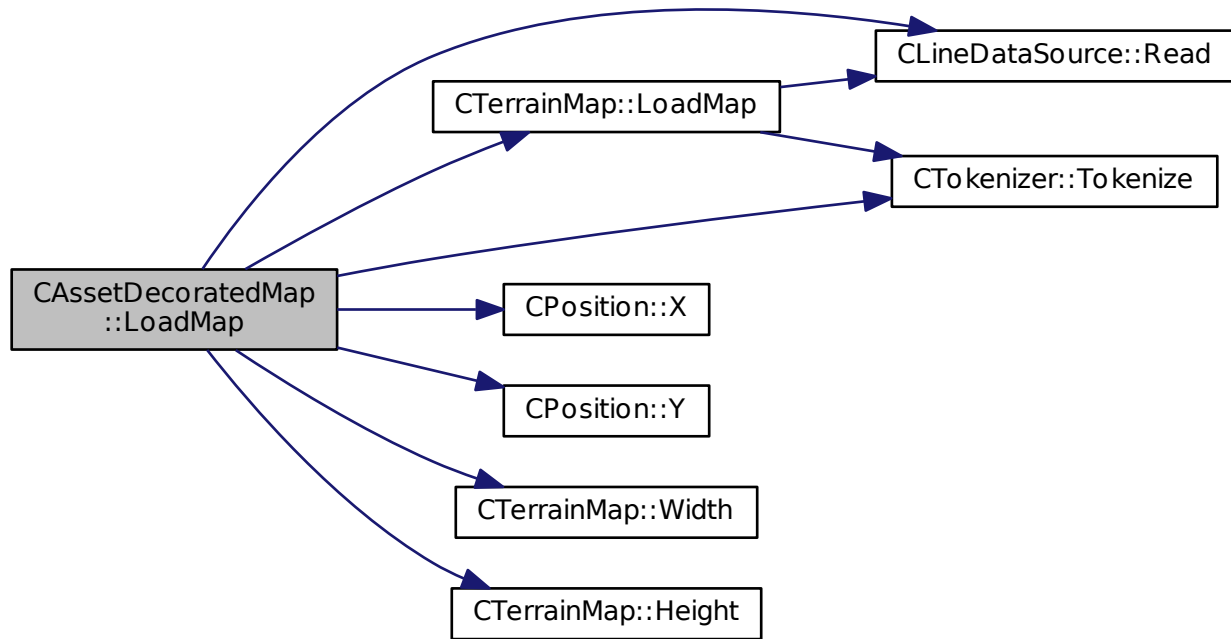 CLineDataSource::Read
CTerrainMap::LoadMap
CTokenizer::Tokenize
CAssetDecoratedMap
::LoadMap
CPosition::X
CPosition::Y
CTerrainMap::Width
CTerrainMap::Height